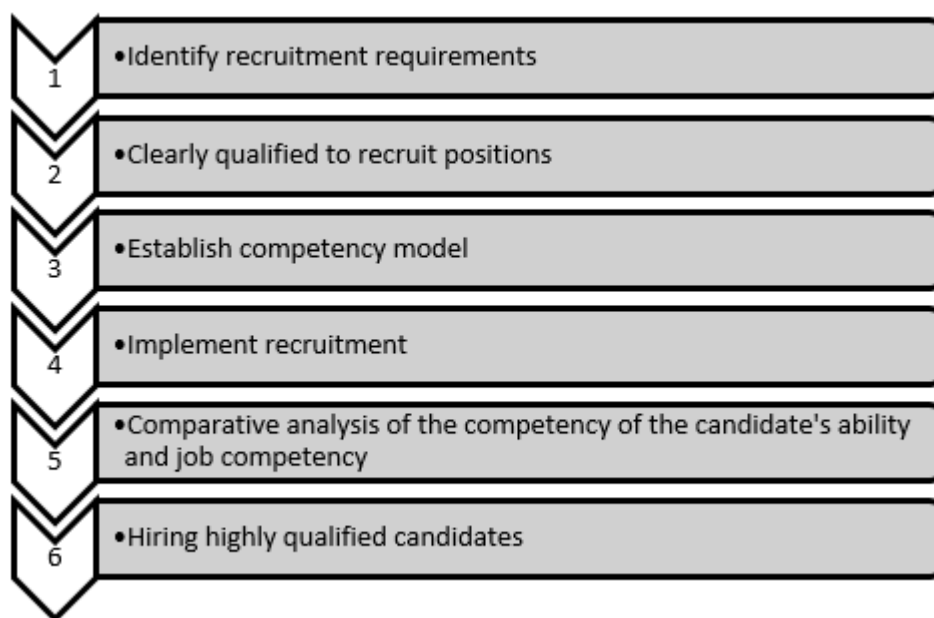 1
•Identify recruitment requirements
2
•Clearly qualified to recruit positions
3
•Establish competency model
4
•Implement recruitment
5
•Comparative analysis of the competency of the candidate's ability
and job competency
6
•Hiring highly qualified candidates